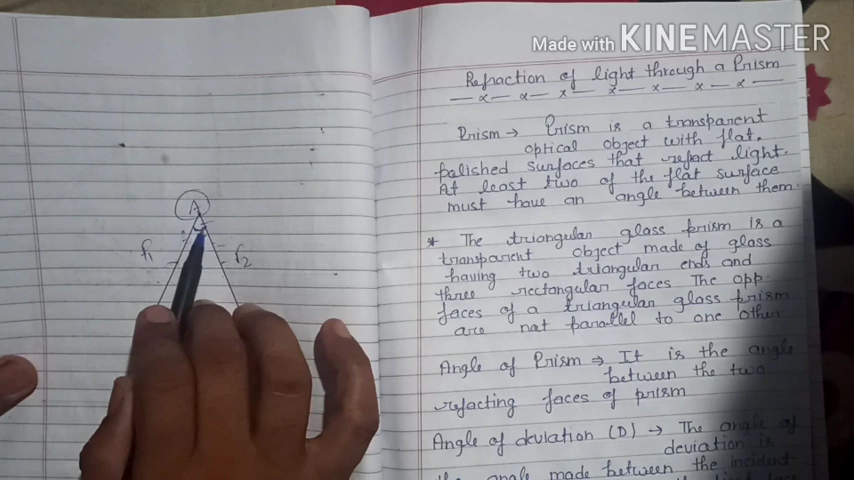 Made with KINEMASTER
Refraction of light through a Prism
Prism → Prism is a transparent
optical object with flat.
polished surfaces that refect light.
At least two of the flat surface
must have an angle between them.
* The triangular glass prism is a
transparent object made of glass
having two triangular ends and
three rectangular faces The opp.
faces of a triangular glass prism
are not parallel to one other
Angle of Prism ⇒ It is the angle
between the two
refacting faces of prism
Angle of deviation (D) → The angle of
deviation is
the angle made between the incident
A
f1
f2